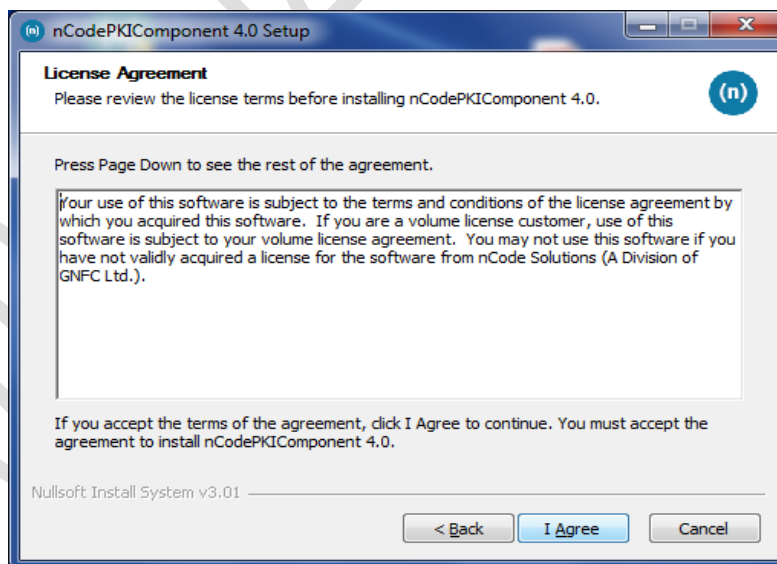 (n) nCodePKIComponent 4.0 Setup
License Agreement
Please review the license terms before installing nCodePKIComponent 4.0.
(n)
Press Page Down to see the rest of the agreement.
Your use of this software is subject to the terms and conditions of the license agreement by
which you acquired this software.  If you are a volume license customer, use of this
software is subject to your volume license agreement.  You may not use this software if you
have not validly acquired a license for the software from nCode Solutions (A Division of
GNFC Ltd.).
If you accept the terms of the agreement, click I Agree to continue. You must accept the
agreement to install nCodePKIComponent 4.0.
Nullsoft Install System v3.01
< Back I Agree Cancel